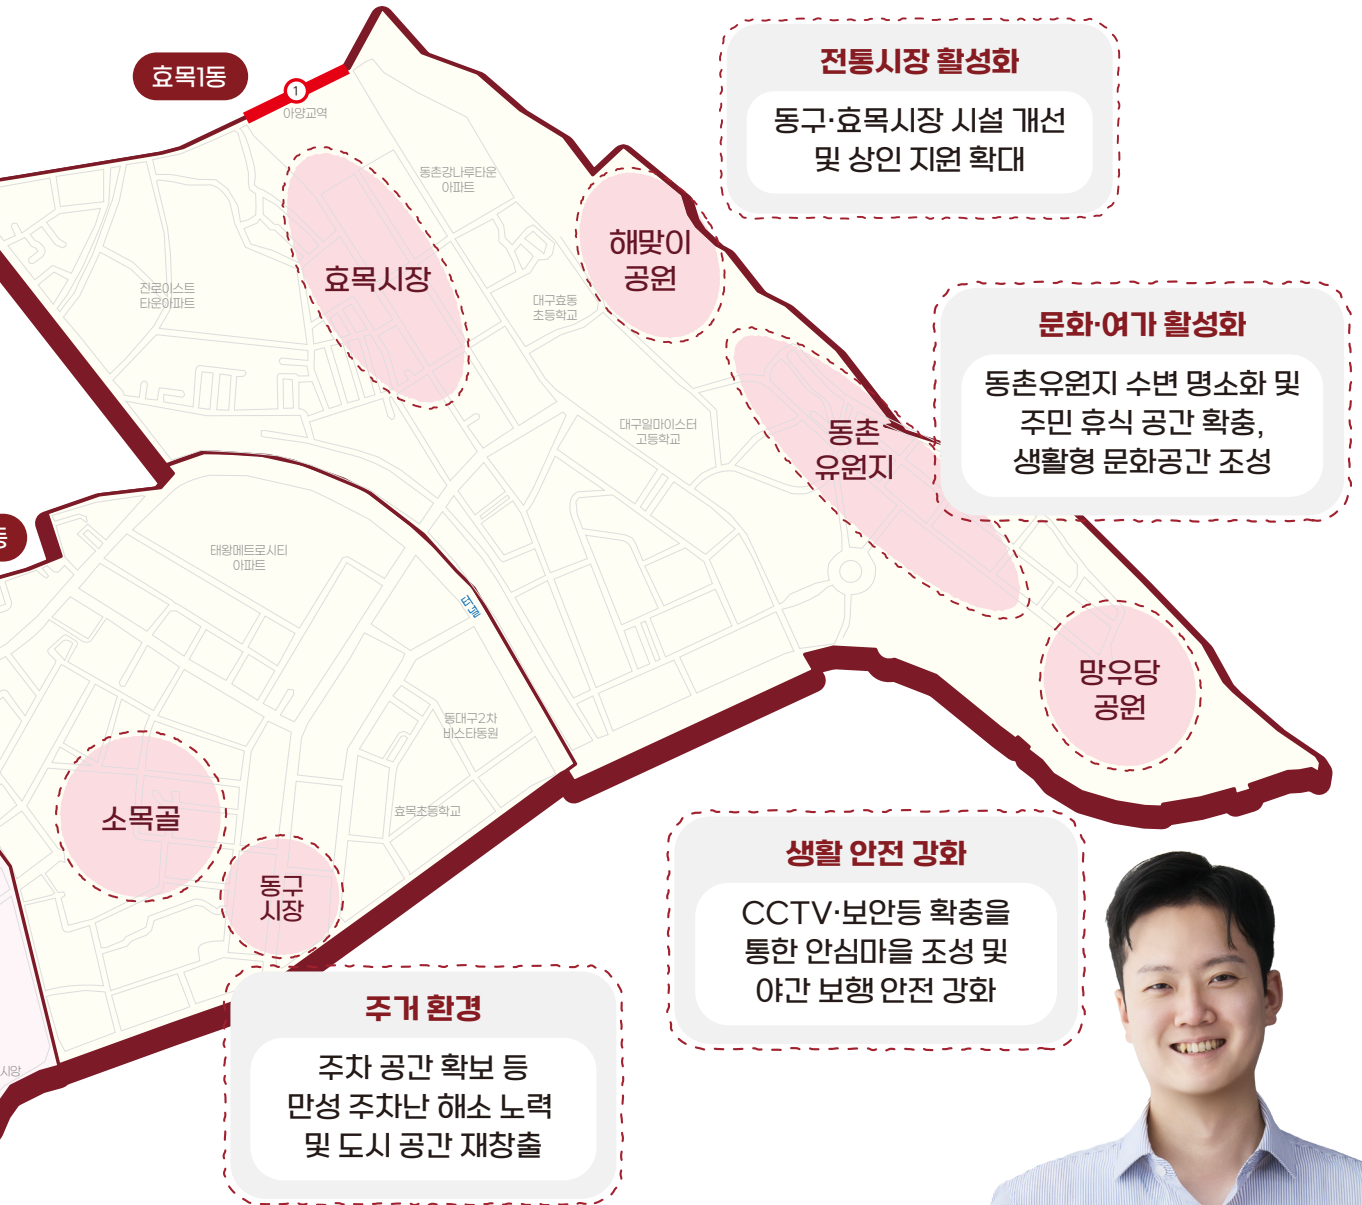 효목1동
1
아양교역
전통시장 활성화
동구·효목시장 시설 개선
및 상인 지원 확대
동촌강나루타운
아파트
효목시장
해맞이
공원
진로이스트
타운아파트
대구효동
초등학교
문화·여가 활성화
동촌유원지 수변 명소화 및
주민 휴식 공간 확충,
생활형 문화공간 조성
대구일마이스터
고등학교
동촌
유원지
동
태왕메트로시티
아파트
망우당
공원
동대구2차
비스타동원
소목골
효목초등학교
동구
시장
생활 안전 강화
CCTV·보안등 확충을
통한 안심마을 조성 및
야간 보행 안전 강화
주거 환경
주차 공간 확보 등
만성 주차난 해소 노력
및 도시 공간 재창출
시앙